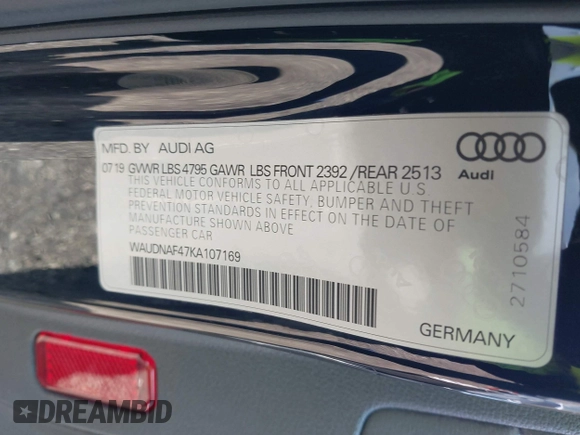 MFD. BY AUDI AG
07 19 GVWR LBS 4795 GAWR LBS FRONT 2392 /REAR 2513
THIS VEHICLE CONFORMS TO ALL APPLICABLE U S
FEDERAL MOTOR VEHICLE SAFETY, BUMPER AND THEFT
PREVENTION STANDARDS IN EFFECT ON THE DATE OF
MANUFACTURE SHOWN ABOVE
PASSENGER CAR
WAUDNAF47KA107169
Audi
2710584
GERMANY
DREAMBID